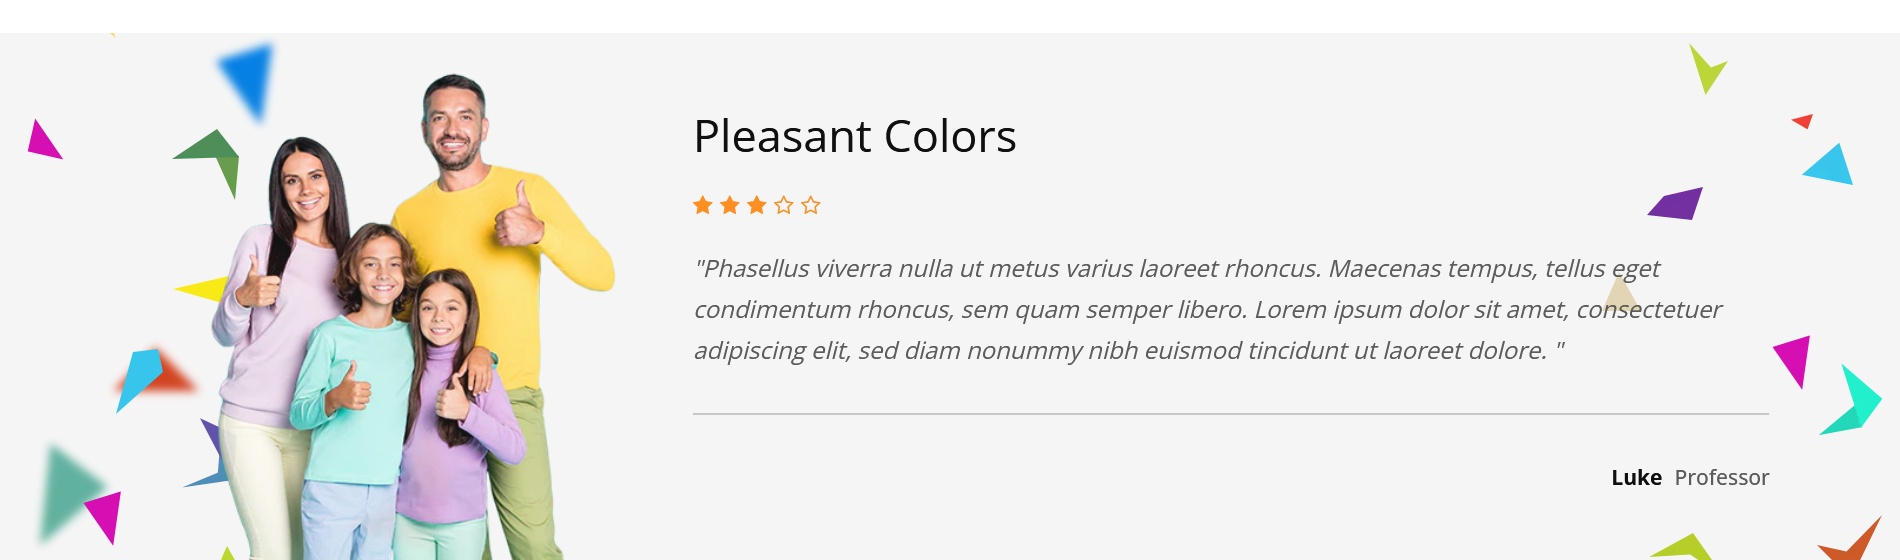 Pleasant Colors
"Phasellus viverra nulla ut metus varius laoreet rhoncus. Maecenas tempus, tellus eget
condimentum rhoncus, sem quam semper libero. Lorem ipsum dolor sit amet, consectetuer
adipiscing elit, sed diam nonummy nibh euismod tincidunt ut laoreet dolore. "
Luke Professor